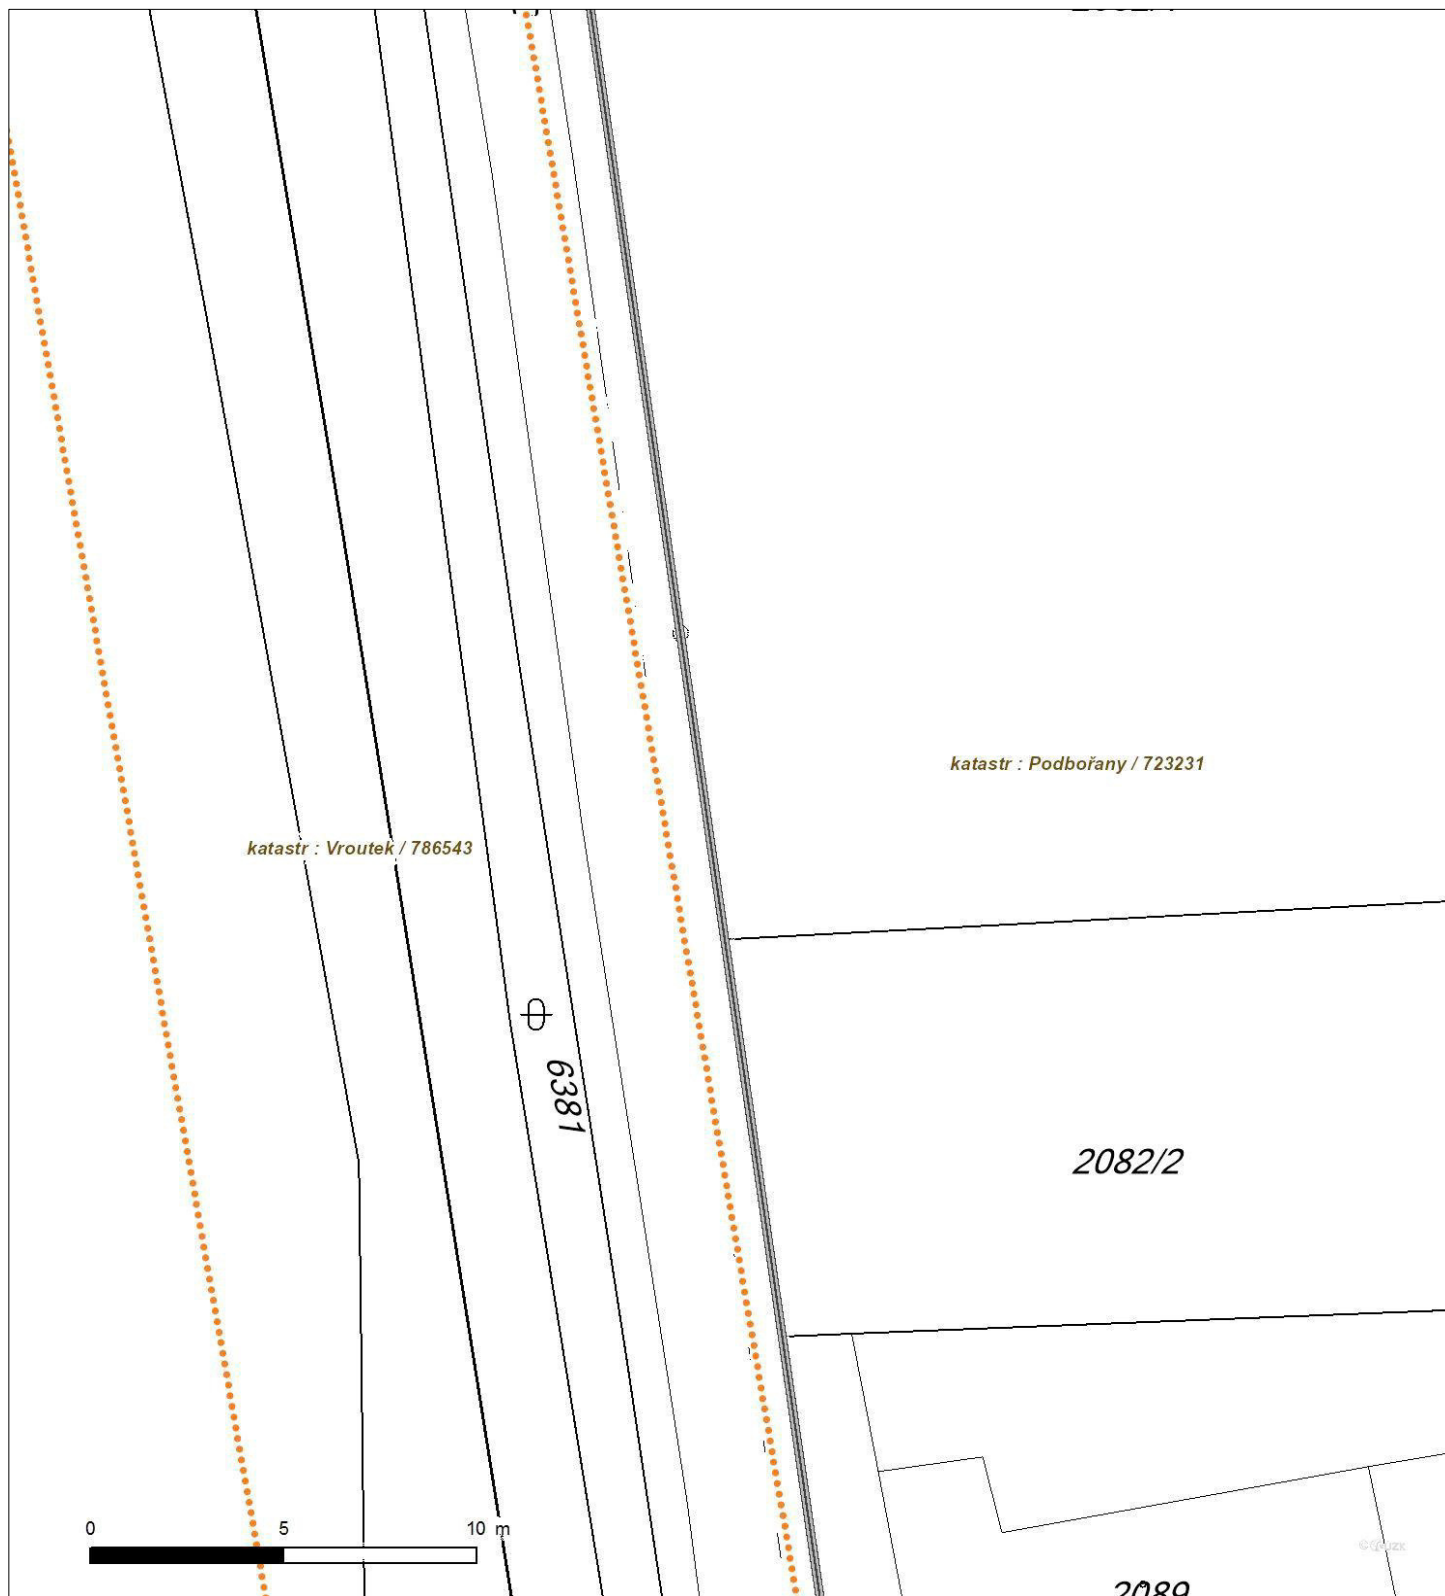 katastr : Podbořany / 723231
katastr : Vroutek / 786543
6381
2082/2
0 5 10 m
2089